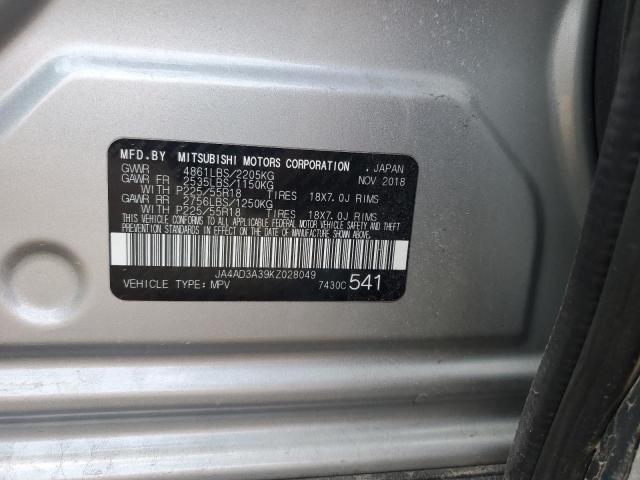 MFD.BY MITSUBISHI MOTORS CORPORATION , JAPAN
GVWR 4861LBS/2205KG NOV 2018
GAWR FR 2535LBS/1150KG
WITH P225/55R18 TIRES 18X7.0J RIMS
GAWR RR 2756LBS/1250KG
WITH P225/55R18 TIRES 18X7.0J RIMS
THIS VEHICLE CONFORMS TO ALL APPLICABLE FEDERAL MOTOR VEHICLE SAFETY AND THEFT
PREVENTION STANDARDS IN EFFECT ON THE DATE OF MANUFACTURE SHOWN ABOVE.
JA4AD3A39KZ028049
VEHICLE TYPE: MPV 7430C 541